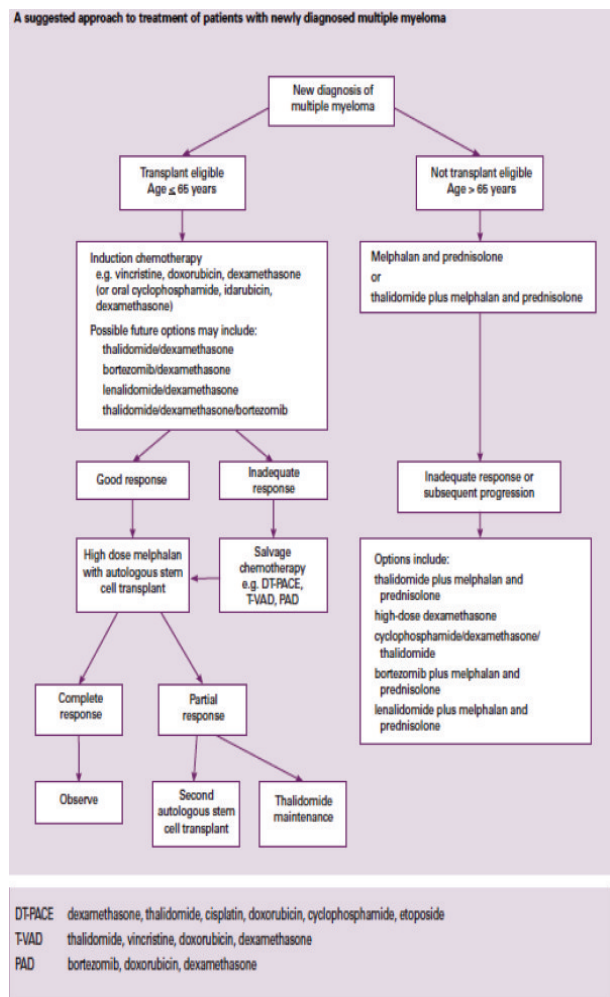 A suggested approach to treatment of patients with newly diagnosed multiple myeloma
New diagnosis of
multiple myeloma
Transplant eligible
Age ≤ 65 years
Not transplant eligible
Age > 65 years
Induction chemotherapy
e.g. vincristine, doxorubicin, dexamethasone
(or oral cyclophosphamide, idarubicin,
dexamethasone)
Possible future options may include:
thalidomide/dexamethasone
bortezomib/dexamethasone
lenalidomide/dexamethasone
thalidomide/dexamethasone/bortezomib
Melphalan and prednisolone
or
thalidomide plus melphalan and prednisolone
Good response
Inadequate
response
Inadequate response or
subsequent progression
High dose melphalan
with autologous stem
cell transplant
Salvage
chemotherapy
e.g. DT-PACE,
T-VAD, PAD
Options include:
thalidomide plus melphalan and
prednisolone
high-dose dexamethasone
cyclophosphamide/dexamethasone/
thalidomide
bortezomib plus melphalan and
prednisolone
lenalidomide plus melphalan and
prednisolone
Complete
response
Partial
response
Observe
Second
autologous stem
cell transplant
Thalidomide
maintenance
DT-PACE dexamethasone, thalidomide, cisplatin, doxorubicin, cyclophosphamide, etoposide
T-VAD thalidomide, vincristine, doxorubicin, dexamethasone
PAD bortezomib, doxorubicin, dexamethasone